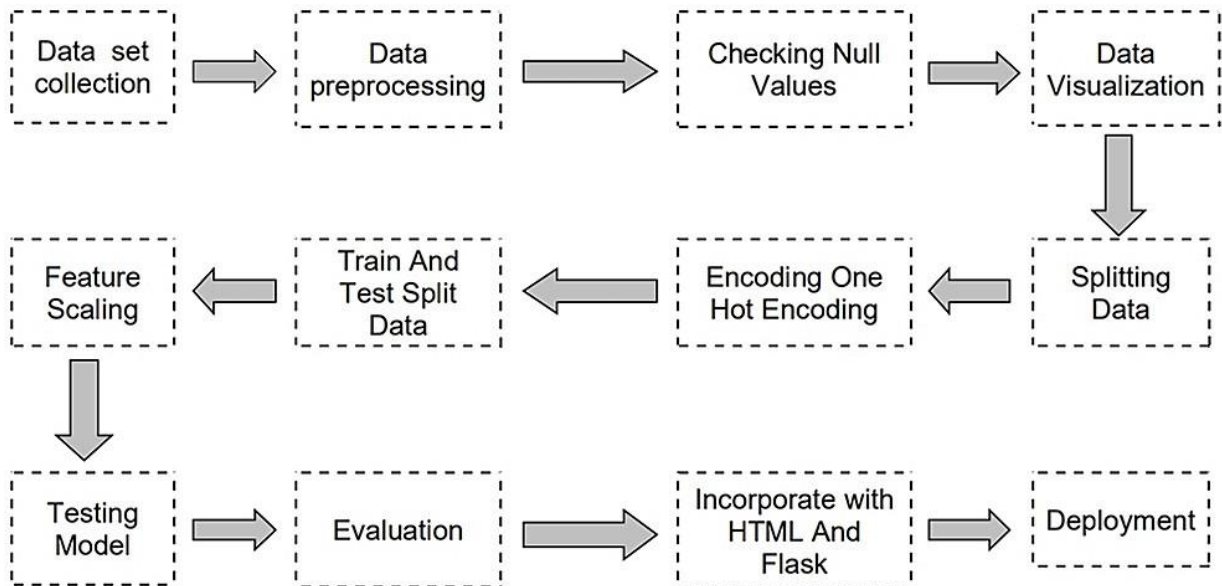 Data set
collection
Data
preprocessing
Checking Null
Values
Data
Visualization
Splitting
Data
Encoding One
Hot Encoding
Train And
Test Split
Data
Feature
Scaling
Testing
Model
Evaluation
Incorporate with
HTML And
Flask
Deployment